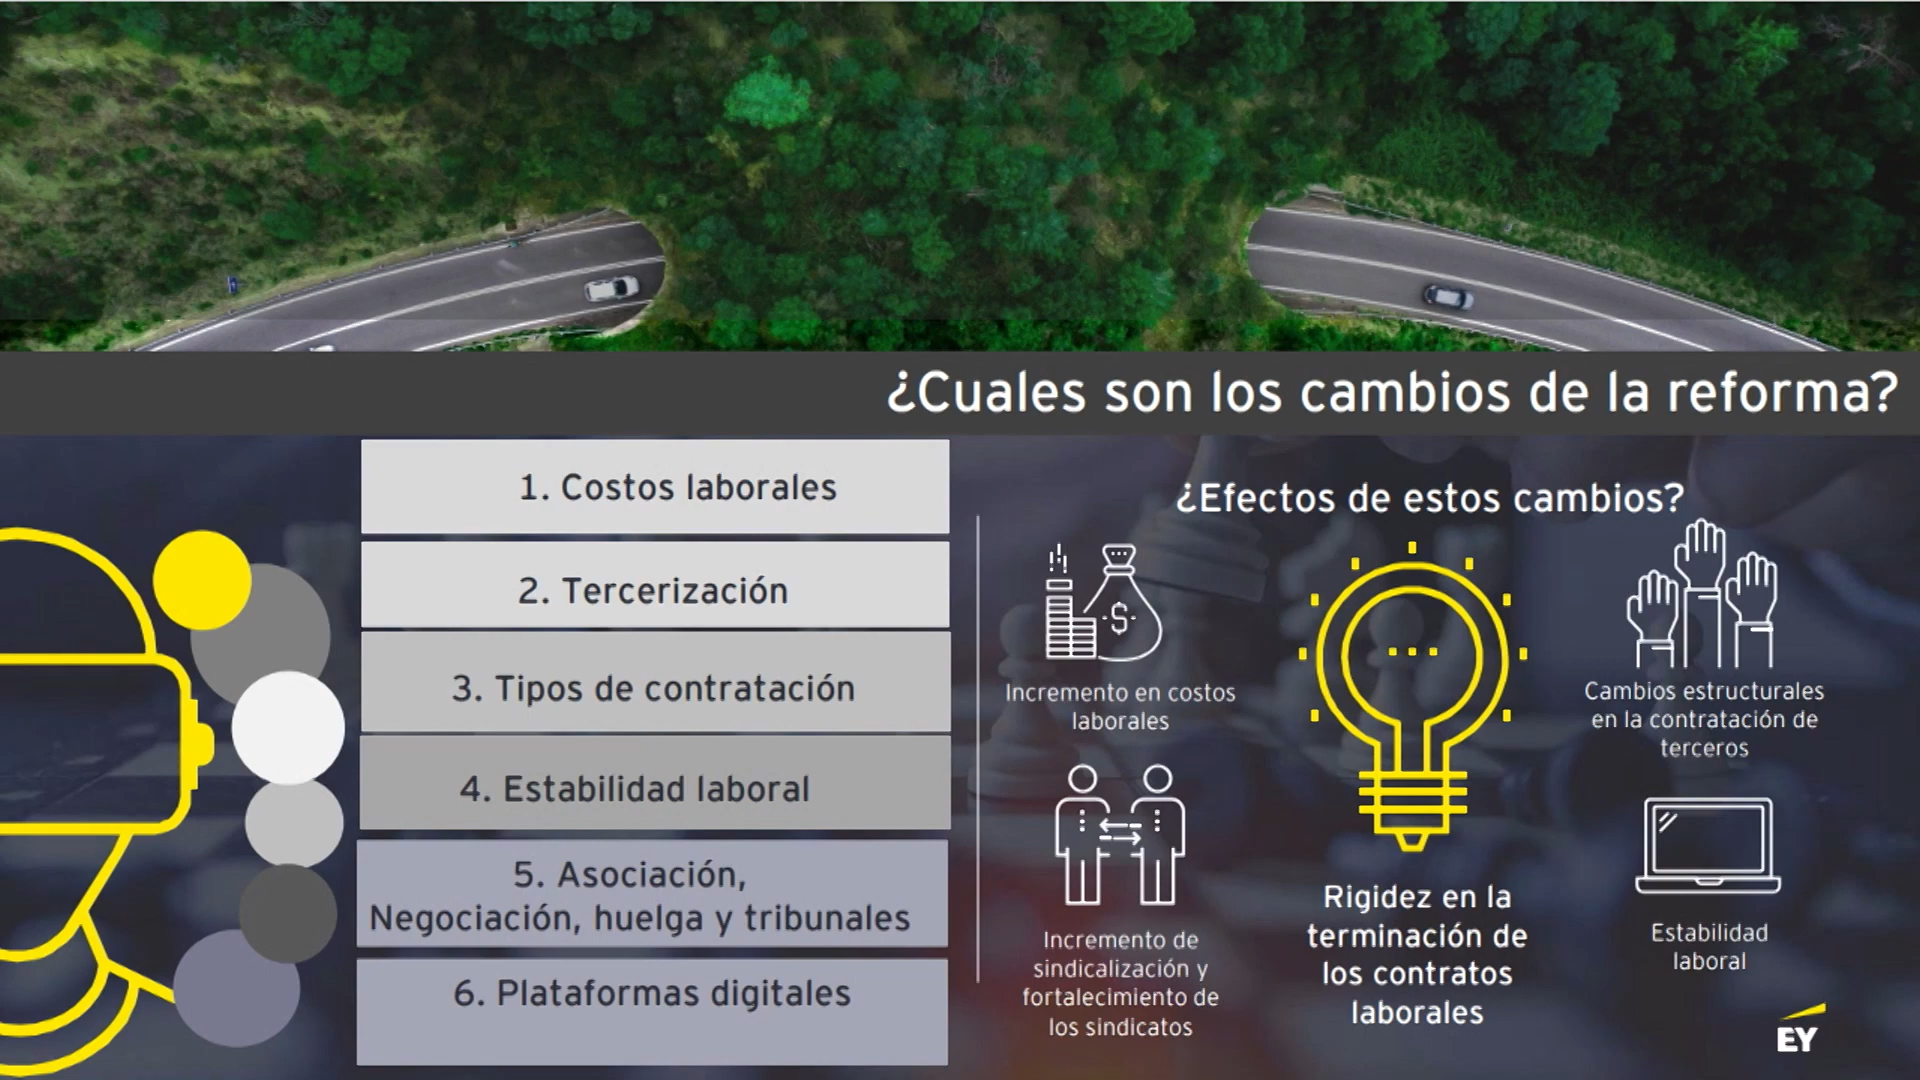 ¿Cuales son los cambios de la reforma?
1. Costos laborales
2. Tercerización
3. Tipos de contratación
4. Estabilidad laboral
5. Asociación,
Negociación, huelga y tribunales
6. Plataformas digitales
¿Efectos de estos cambios?
$
Incremento en costos
laborales
Incremento de
sindicalización y
fortalecimiento de
los sindicatos
Rigidez en la
terminación de
los contratos
laborales
Cambios estructurales
en la contratación de
terceros
Estabilidad
laboral
EY